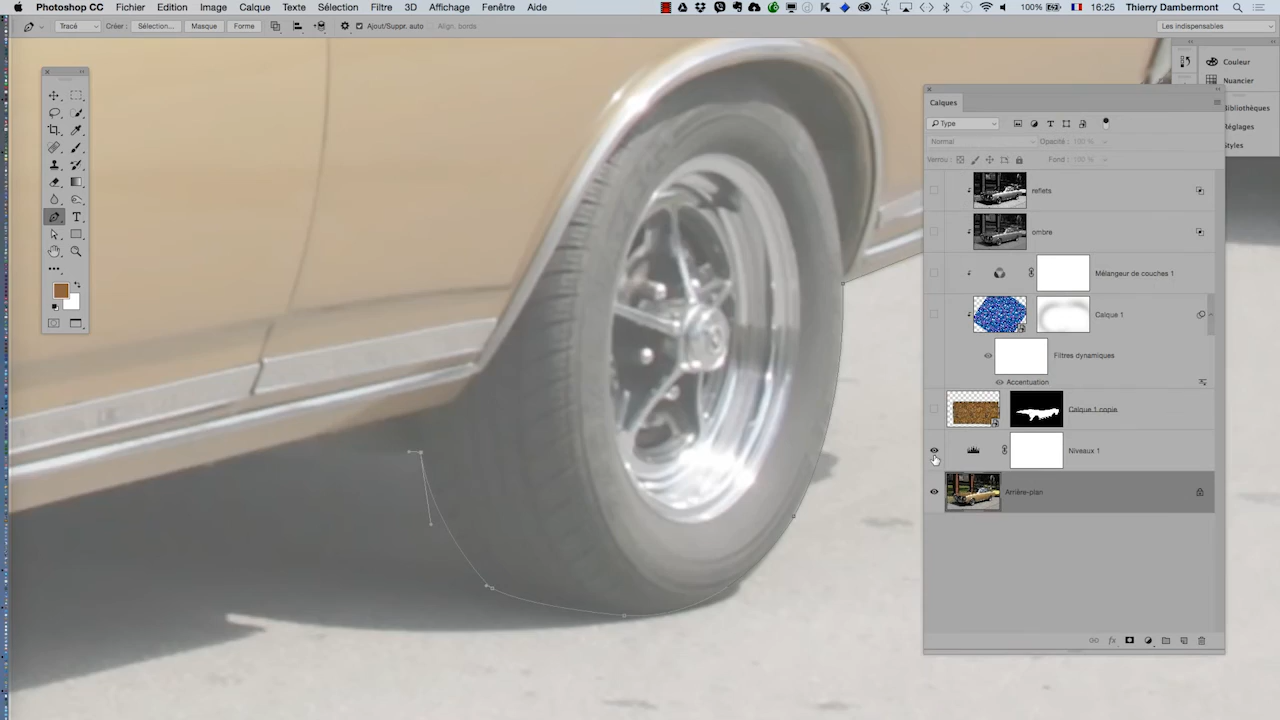 Photoshop CC Fichier Edition Image Calque Texte Sélection Filtre 3D Affichage Fenêtre Aide 100% 16:25 Thierry Dambermont
Tracé Créer : Sélection... Masque Forme Ajout/Suppr. auto Align. bords Les indispensables
Couleur
Nuancier
Bibliothèques
Réglages
Styles
Calques
Type
Normal Opacité : 100 %
Verrou : Fond : 100 %
reflets
ombre
Mélangeur de couches 1
Calque 1
Filtres dynamiques
Accentuation
Calque 1 copie
Niveaux 1
Arrière-plan
fx